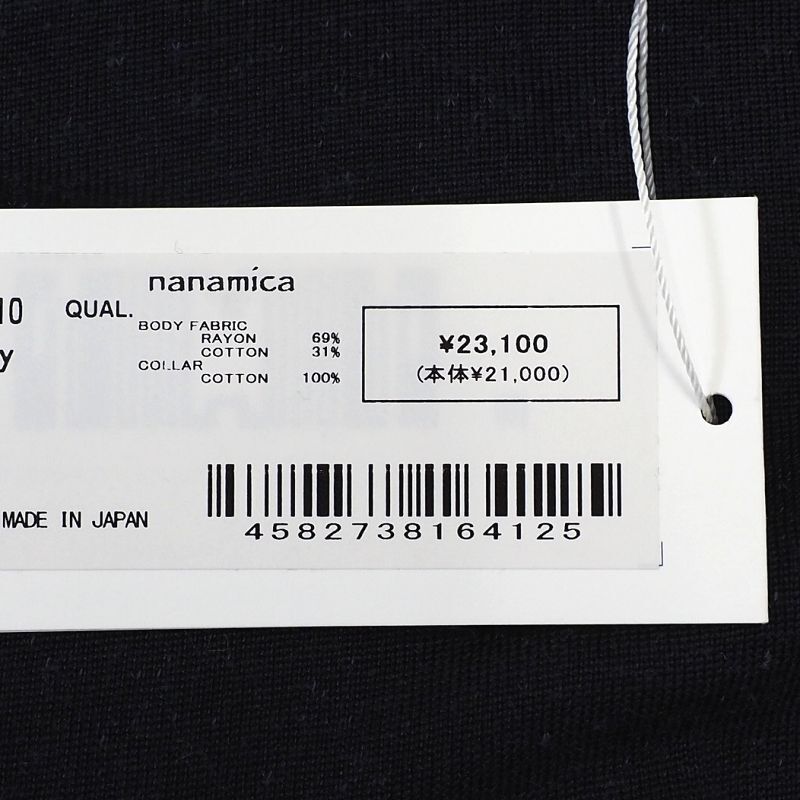 nanamica
10
QUAL.
BODY FABRIC
RAYON 69%
COTTON 31%
COLLAR
COTTON 100%
y
¥23,100
(本体¥21,000)
MADE IN JAPAN
4582738164125